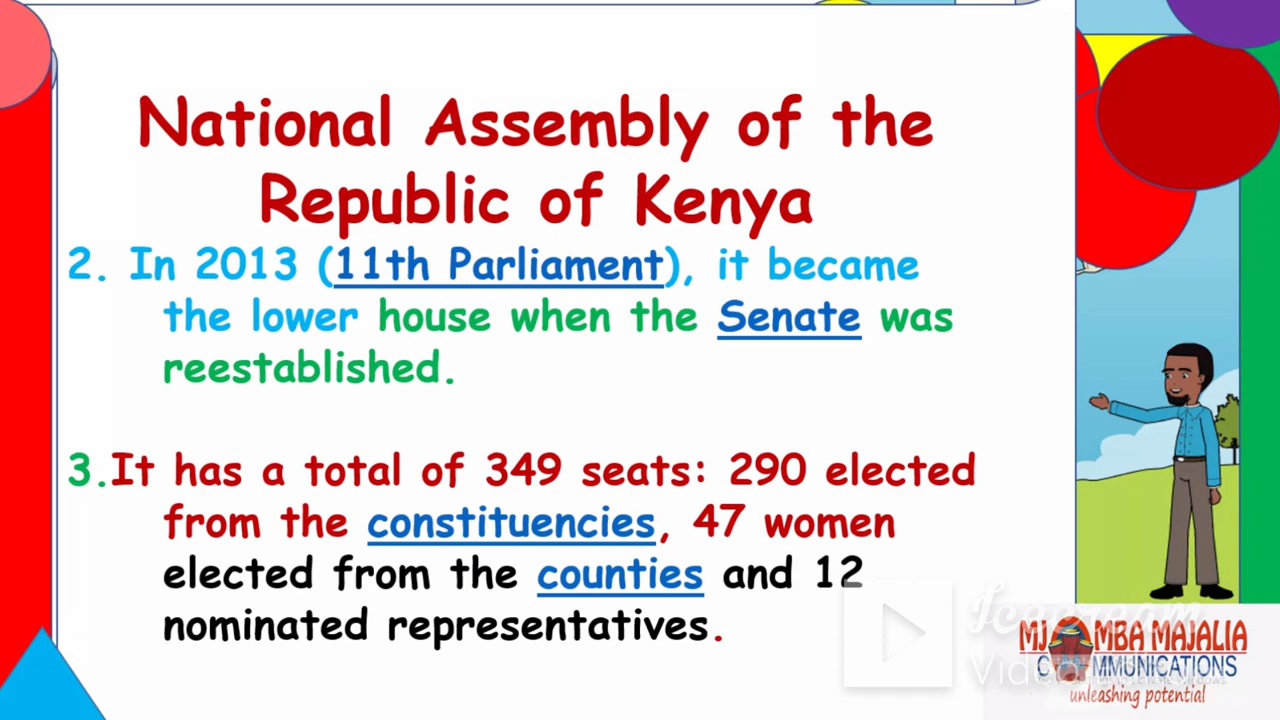 National Assembly of the
Republic of Kenya
2. In 2013 (11th Parliament), it became
the lower house when the Senate was
reestablished.
3.It has a total of 349 seats: 290 elected
from the constituencies, 47 women
elected from the counties and 12
nominated representatives.
Icecream
MJOMBA MAJALIA
COMMUNICATIONS
unleashing potential